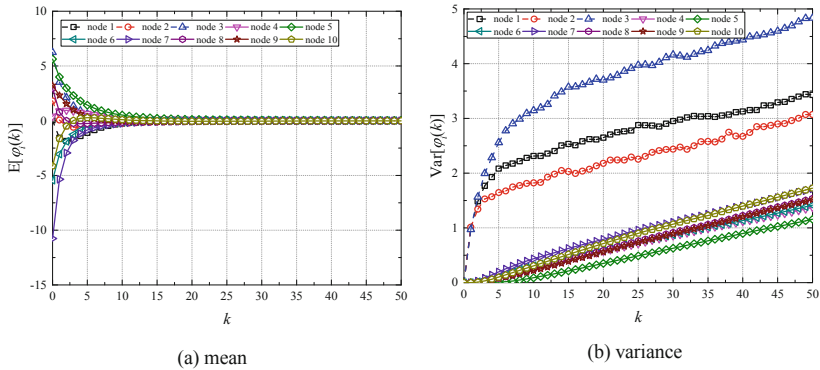 node 1 node 2 node 3 node 4 node 5
node 6 node 7 node 8 node 9 node 10
E[φᵢ(k)]
15
10
5
0
-5
-10
-15
0 5 10 15 20 25 30 35 40 45 50
k
(a) mean
node 1 node 2 node 3 node 4 node 5
node 6 node 7 node 8 node 9 node 10
Var[φᵢ(k)]
5
4
3
2
1
0
0 5 10 15 20 25 30 35 40 45 50
k
(b) variance